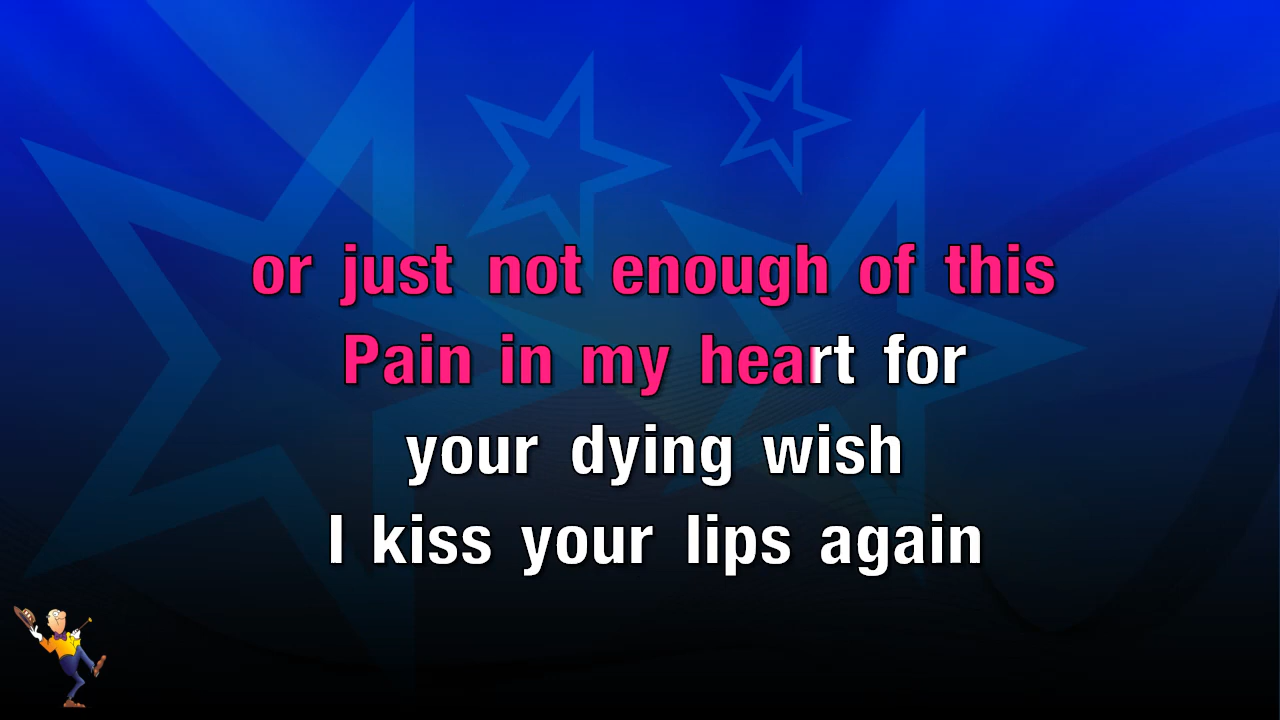 or just not enough of this
Pain in my heart for
your dying wish
I kiss your lips again